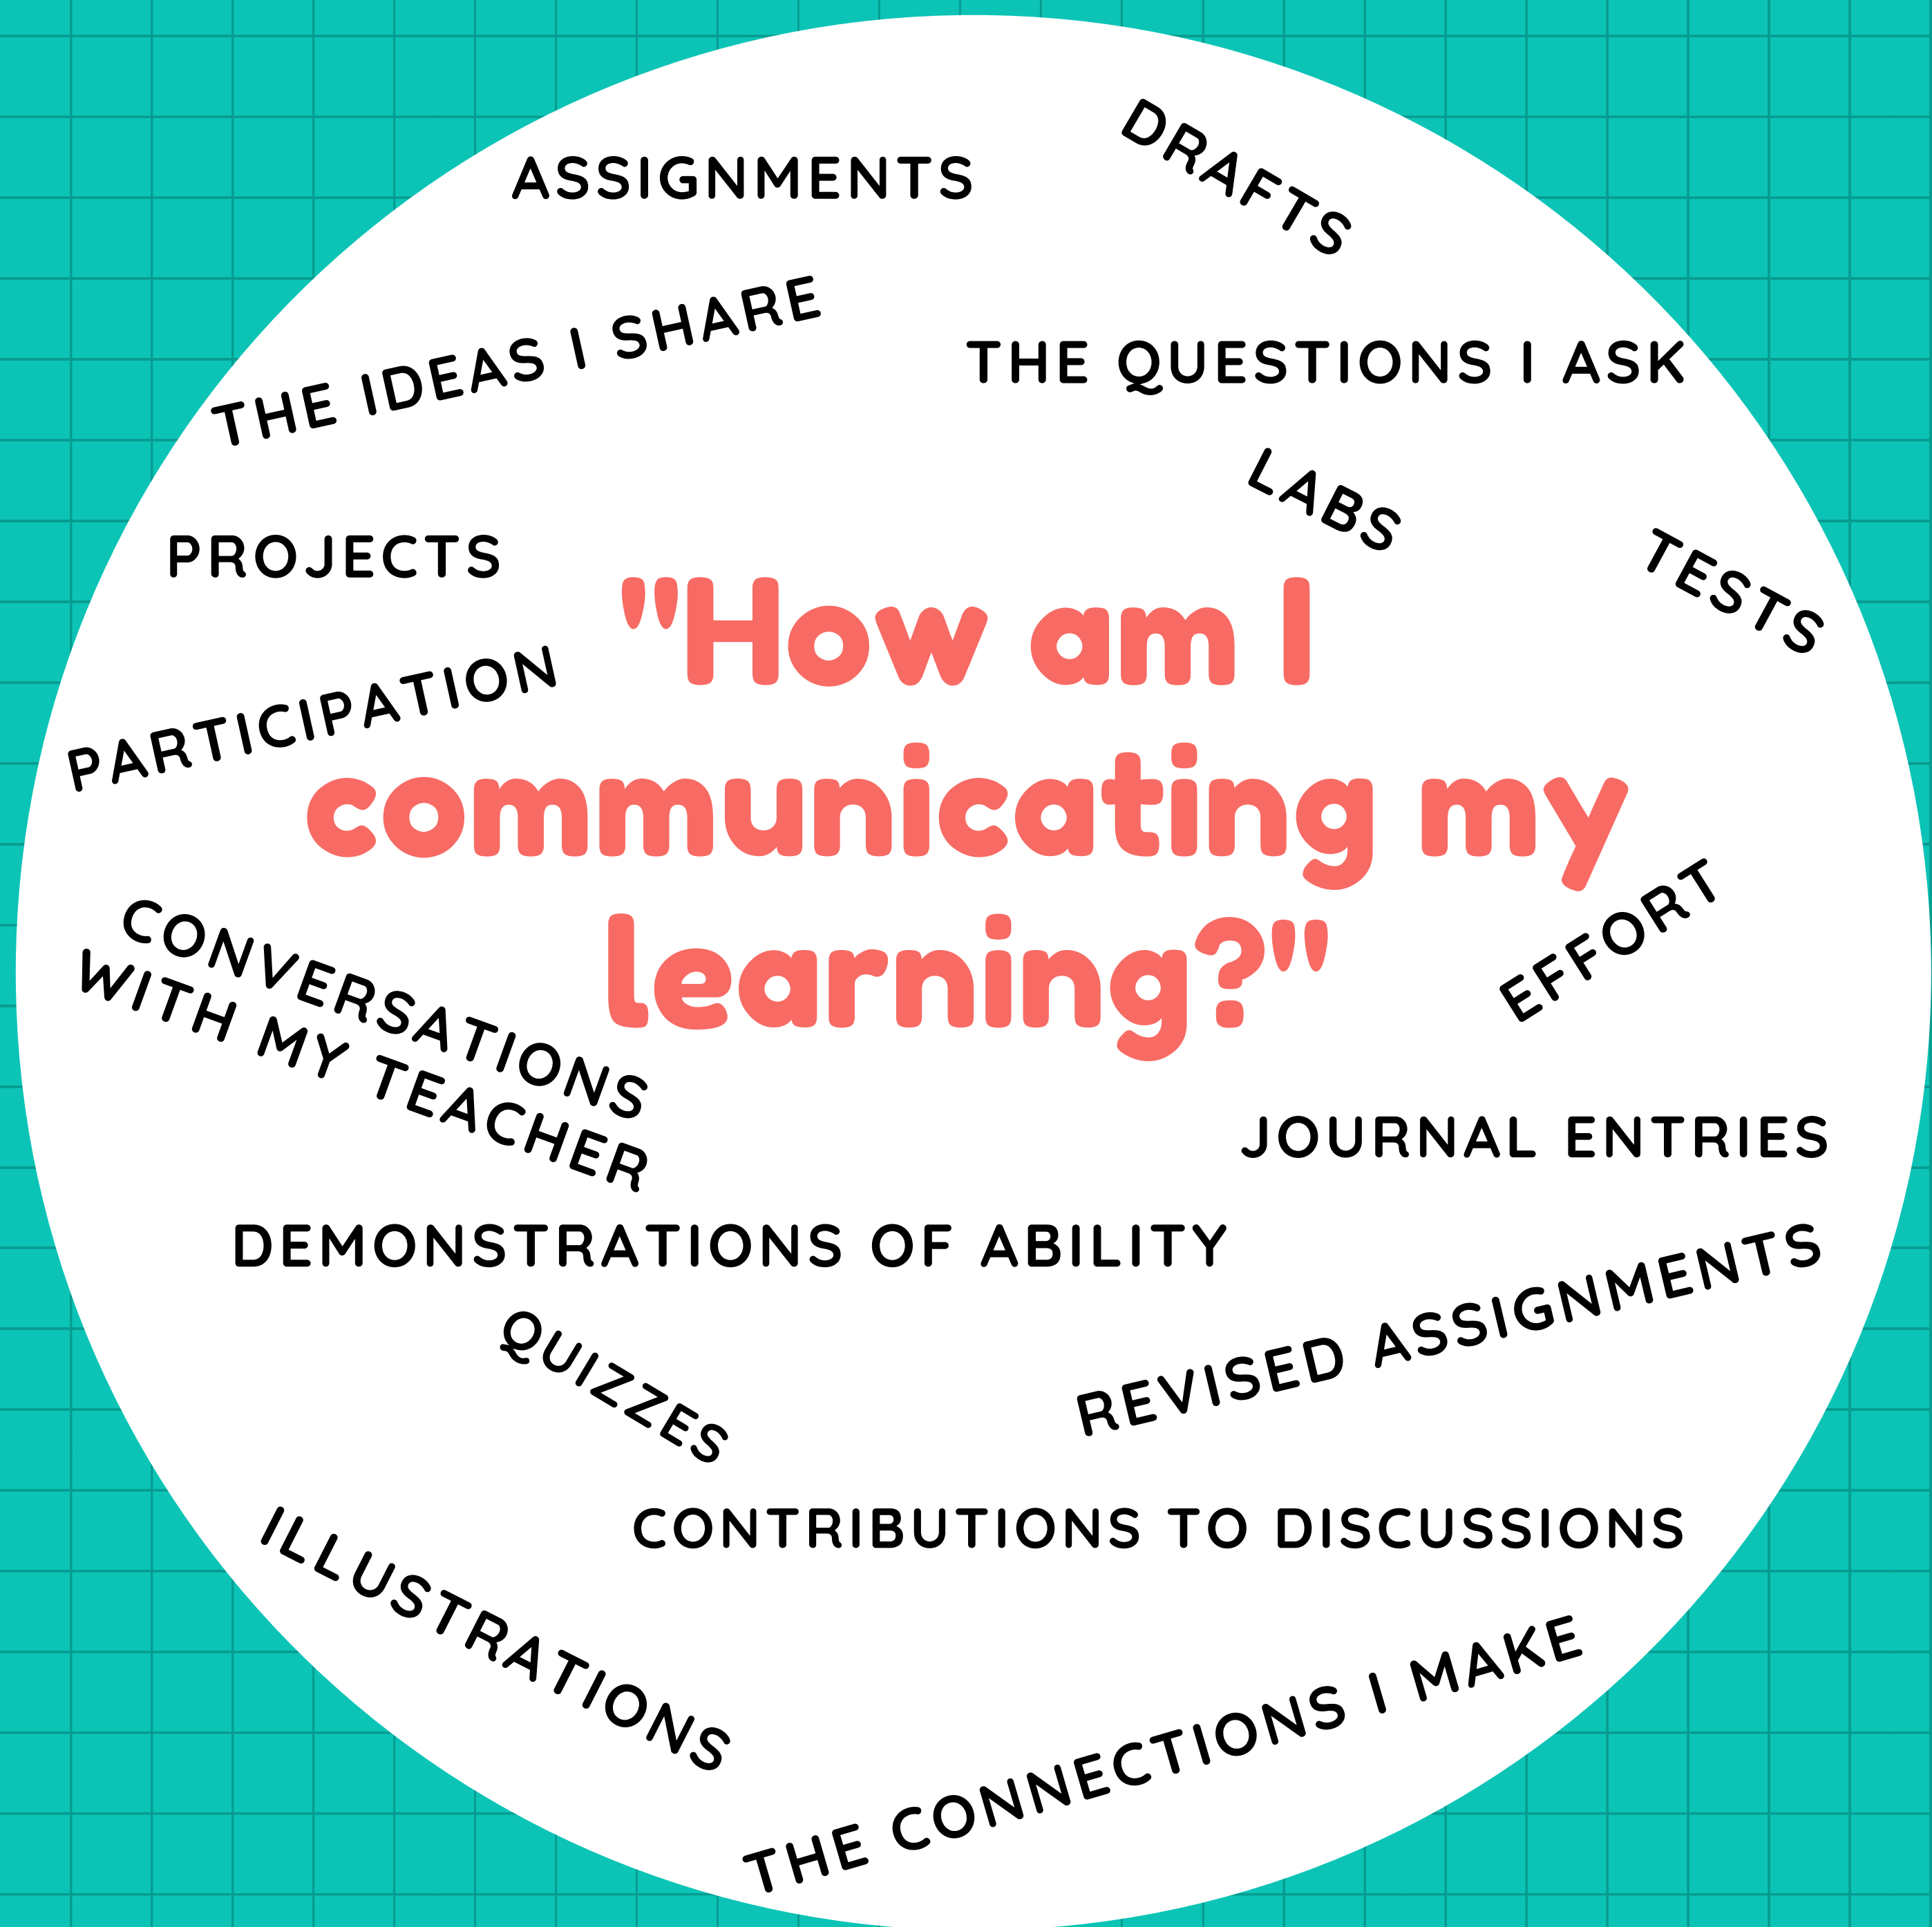 DRAFTS
ASSIGNMENTS
THE IDEAS I SHARE
THE QUESTIONS I ASK
LABS
PROJECTS
TESTS
"How am I
communicating my
learning?"
PARTICIPATION
EFFORT
CONVERSATIONS
WITH MY TEACHER
JOURNAL ENTRIES
DEMONSTRATIONS OF ABILITY
REVISED ASSIGNMENTS
QUIZZES
CONTRIBUTIONS TO DISCUSSIONS
ILLUSTRATIONS
THE CONNECTIONS I MAKE